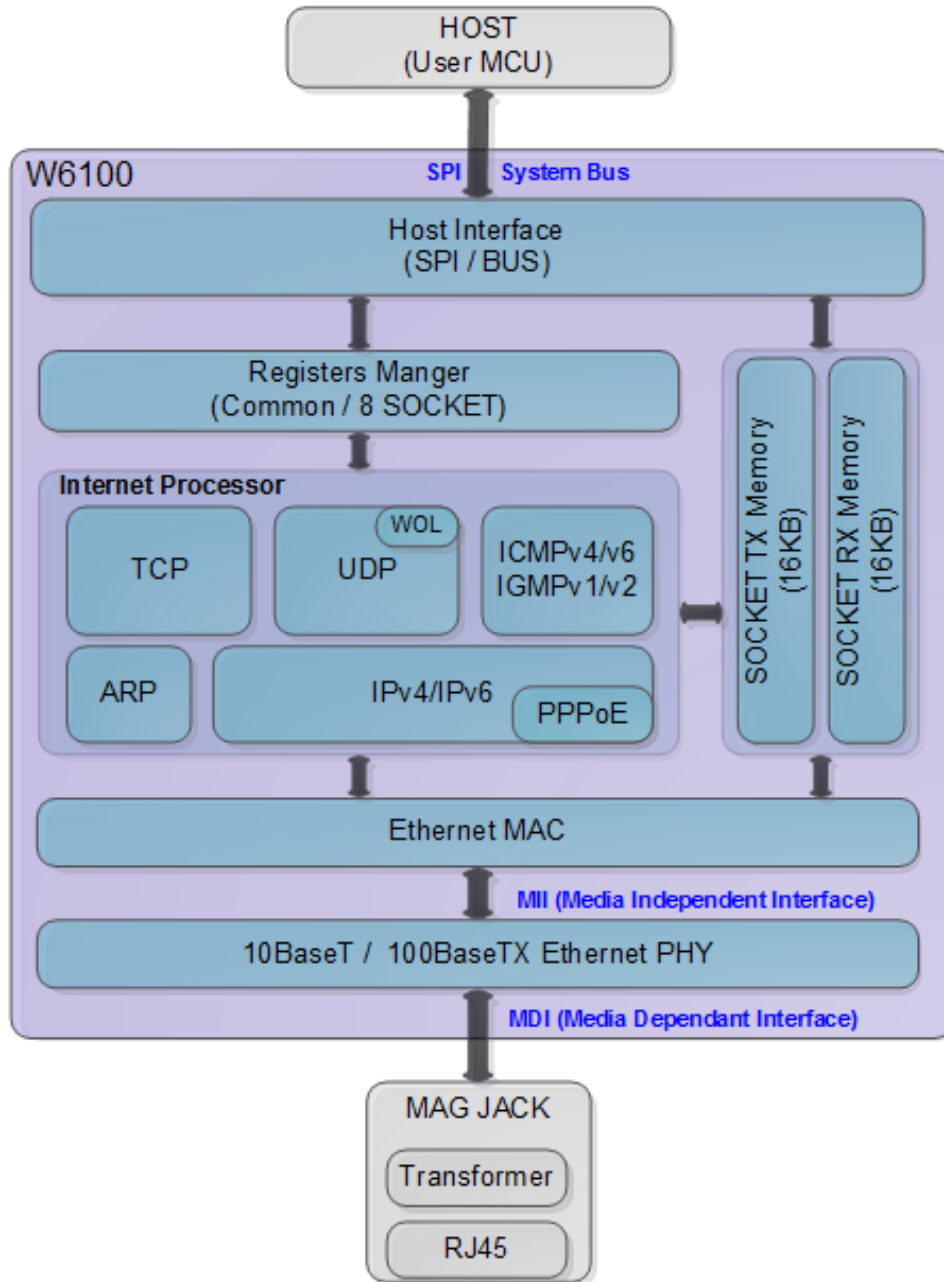 HOST
(User MCU)
W6100
SPI System Bus
Host Interface
(SPI / BUS)
Registers Manger
(Common / 8 SOCKET)
SOCKET TX Memory
(16KB)
SOCKET RX Memory
(16KB)
Internet Processor
TCP
UDP
WOL
ICMPv4/v6
IGMPv1/v2
ARP
IPv4/IPv6
PPPoE
Ethernet MAC
MII (Media Independent Interface)
10BaseT / 100BaseTX Ethernet PHY
MDI (Media Dependant Interface)
MAG JACK
Transformer
RJ45